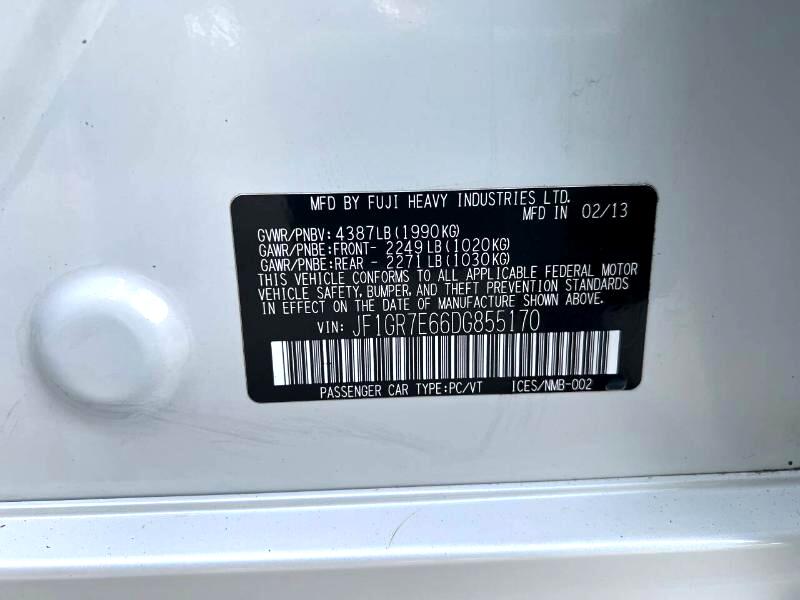 MFD BY FUJI HEAVY INDUSTRIES LTD.
MFD IN 02/13
GVWR/PNBV: 4387LB(1990KG)
GAWR/PNBE:FRONT- 2249LB(1020KG)
GAWR/PNBE:REAR - 2271LB(1030KG)
THIS VEHICLE CONFORMS TO ALL APPLICABLE FEDERAL MOTOR
VEHICLE SAFETY, BUMPER, AND THEFT PREVENTION STANDARDS
IN EFFECT ON THE DATE OF MANUFACTURE SHOWN ABOVE.
VIN: JF1GR7E66DG855170
PASSENGER CAR TYPE:PC/VT ICES/NMB-002